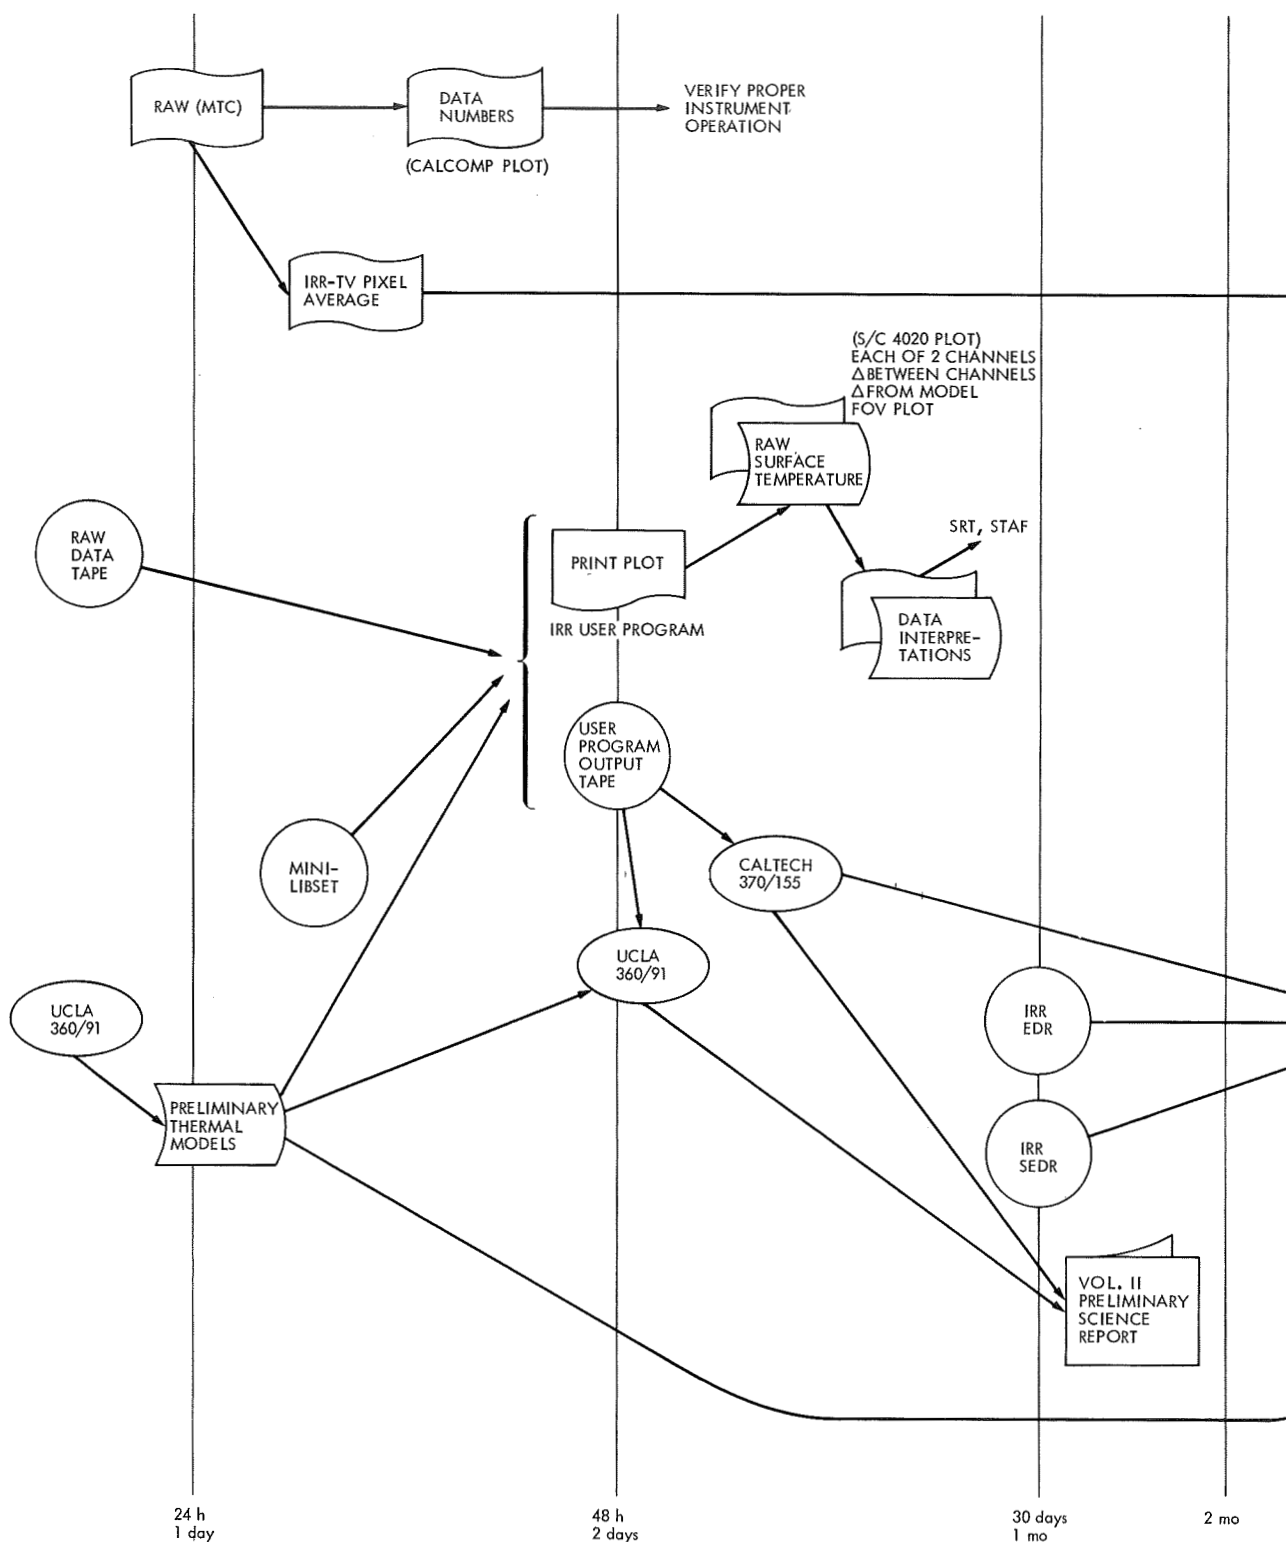 RAW (MTC)
DATA
NUMBERS
(CALCOMP PLOT)
VERIFY PROPER
INSTRUMENT
OPERATION
IRR-TV PIXEL
AVERAGE
(S/C 4020 PLOT)
EACH OF 2 CHANNELS
Δ BETWEEN CHANNELS
Δ FROM MODEL
FOV PLOT
RAW
SURFACE
TEMPERATURE
RAW
DATA
TAPE
PRINT PLOT
IRR USER PROGRAM
SRT, STAF
DATA
INTERPRE-
TATIONS
USER
PROGRAM
OUTPUT
TAPE
MINI-
LIBSET
CALTECH
370/155
UCLA
360/91
UCLA
360/91
IRR
EDR
PRELIMINARY
THERMAL
MODELS
IRR
SEDR
VOL. II
PRELIMINARY
SCIENCE
REPORT
24 h
1 day
48 h
2 days
30 days
1 mo
2 mo